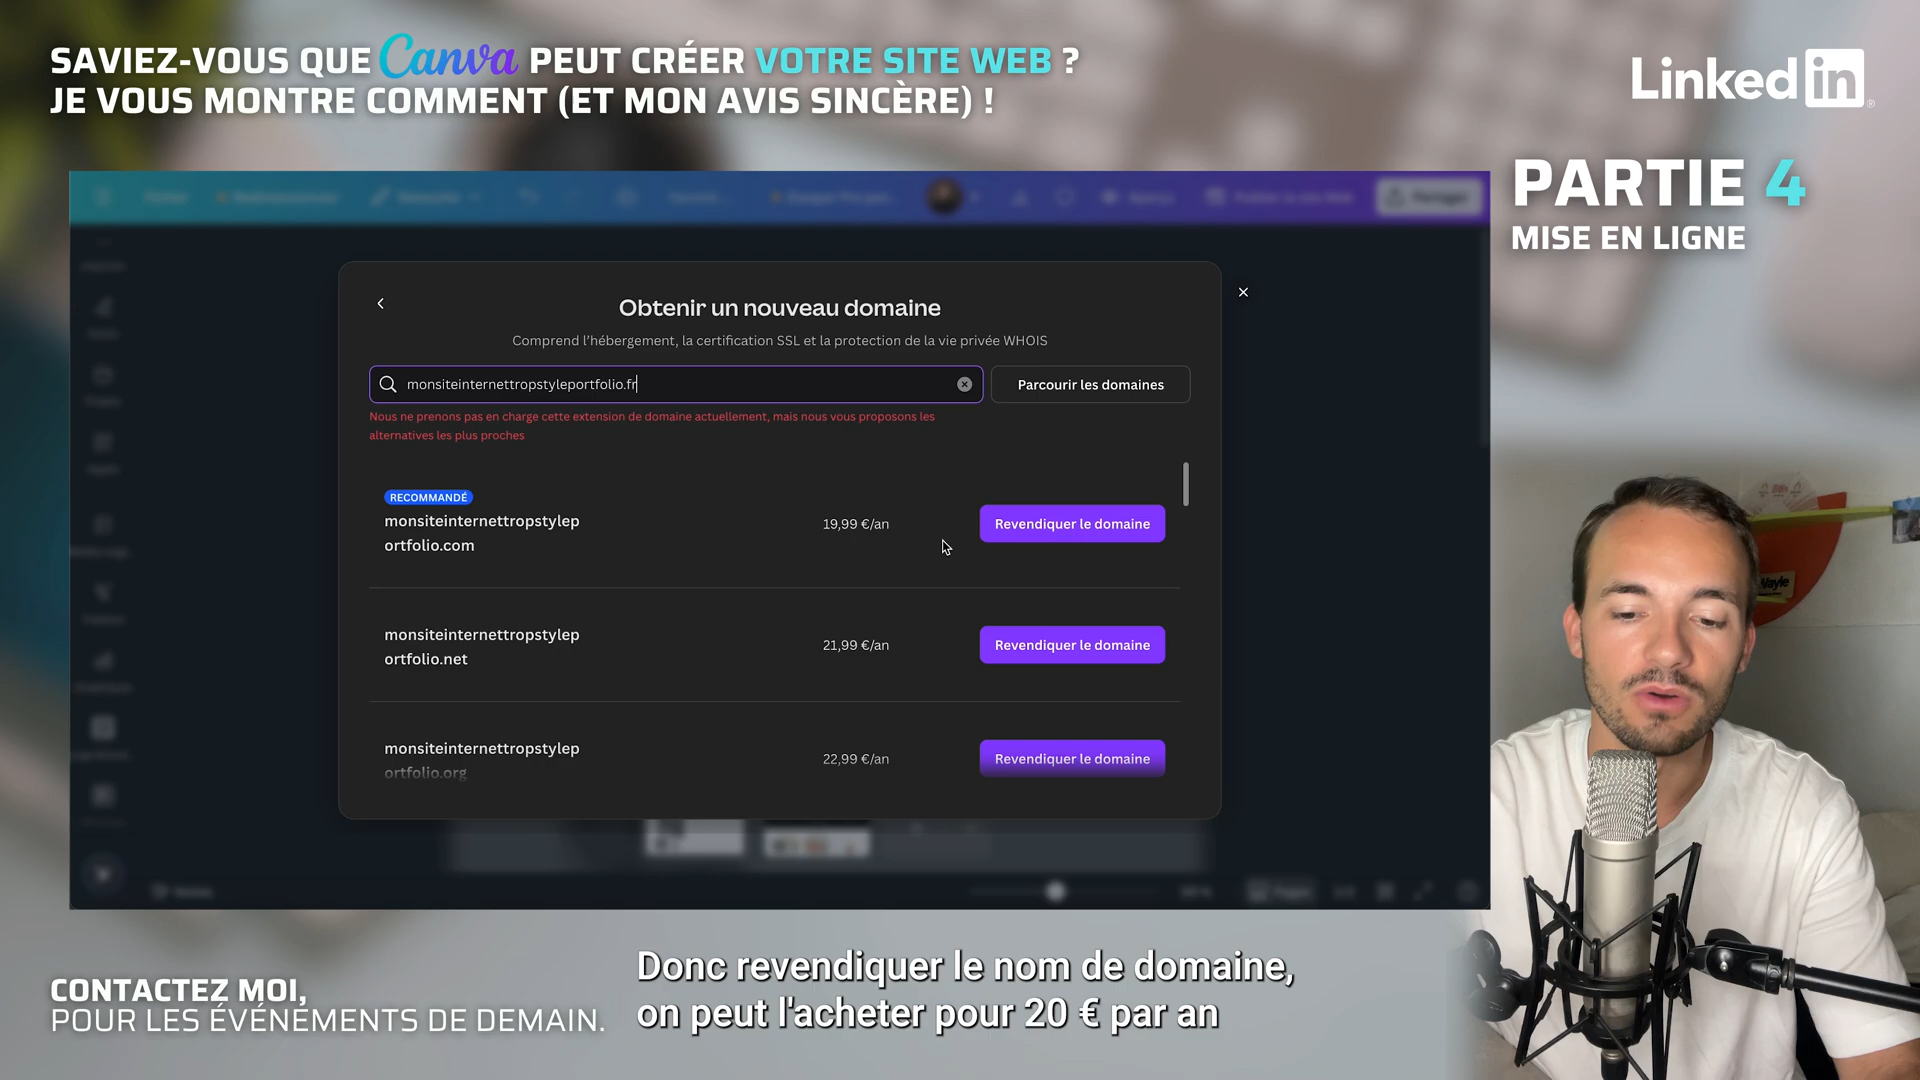 SAVIEZ-VOUS QUE Canva PEUT CRÉER VOTRE SITE WEB ?
JE VOUS MONTRE COMMENT (ET MON AVIS SINCÈRE) !
Linkedin
PARTIE 4
MISE EN LIGNE
Obtenir un nouveau domaine
Comprend l'hébergement, la certification SSL et la protection de la vie privée WHOIS
monsiteinternettropstyleportfolio.fr
Parcourir les domaines
Nous ne prenons pas en charge cette extension de domaine actuellement, mais nous vous proposons les
alternatives les plus proches
RECOMMANDÉ
monsiteinternettropstylep
ortfolio.com
19,99 €/an
Revendiquer le domaine
monsiteinternettropstylep
ortfolio.net
21,99 €/an
Revendiquer le domaine
monsiteinternettropstylep
ortfolio.org
22,99 €/an
Revendiquer le domaine
Donc revendiquer le nom de domaine,
on peut l'acheter pour 20 € par an
CONTACTEZ MOI,
POUR LES ÉVÉNEMENTS DE DEMAIN.